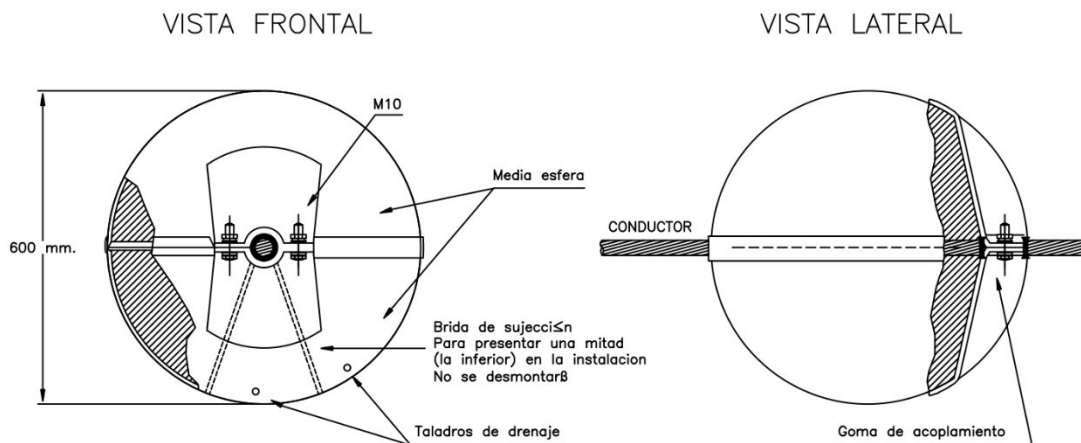 VISTA FRONTAL
VISTA LATERAL
M10
Media esfera
600 mm.
CONDUCTOR
Brida de sujecci≤n
Para presentar una mitad
(la inferior) en la instalacion
No se desmontarß
Taladros de drenaje
Goma de acoplamiento